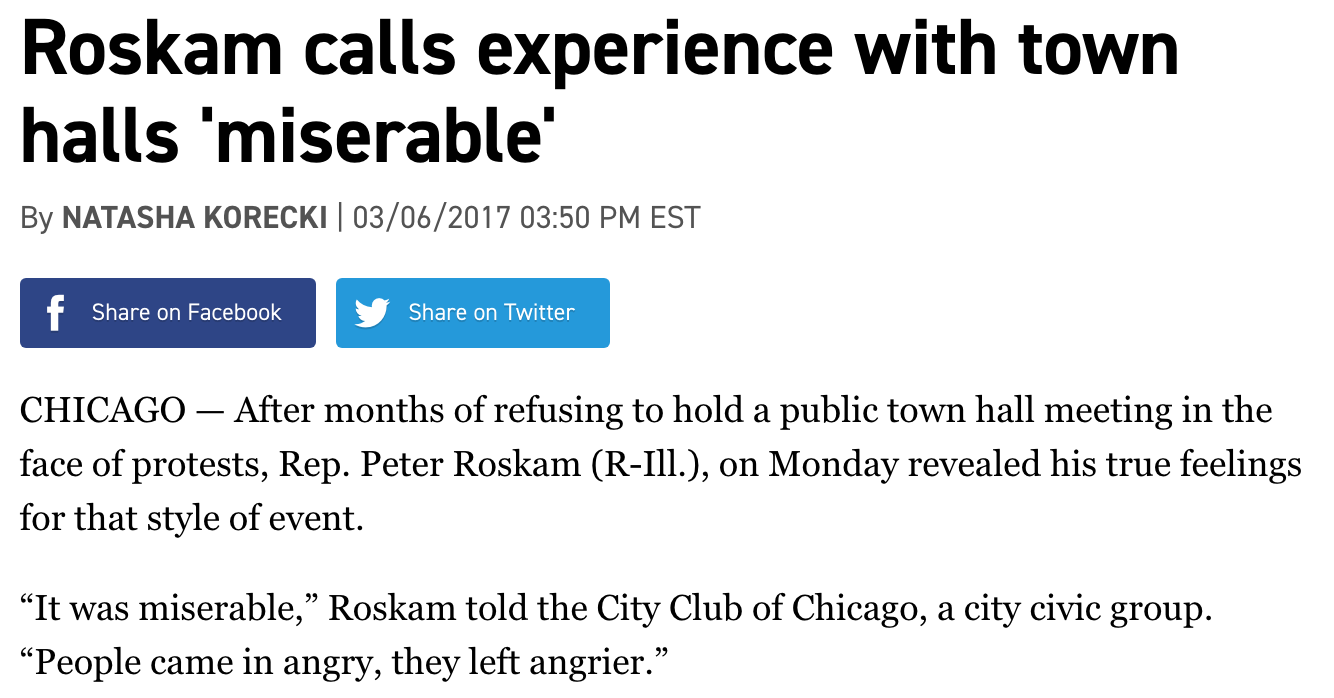 Roskam calls experience with town
halls 'miserable'
By NATASHA KORECKI | 03/06/2017 03:50 PM EST
Share on Facebook
Share on Twitter
CHICAGO — After months of refusing to hold a public town hall meeting in the
face of protests, Rep. Peter Roskam (R-Ill.), on Monday revealed his true feelings
for that style of event.
“It was miserable,” Roskam told the City Club of Chicago, a city civic group.
“People came in angry, they left angrier.”